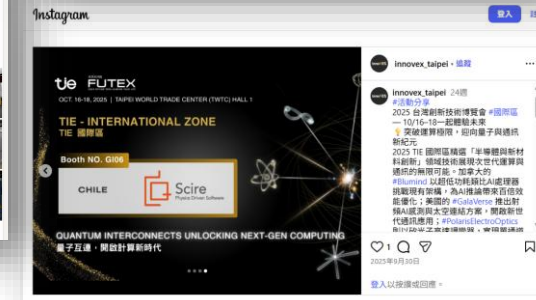 Instagram
登入
tie FUTEX
OCT. 16-18, 2025 | TAIPEI WORLD TRADE CENTER (TWTC) HALL 1
TIE - INTERNATIONAL ZONE
TIE 國際區
Booth NO. GI06
CHILE
Scire
Physics Driven Software
QUANTUM INTERCONNECTS UNLOCKING NEXT-GEN COMPUTING
量子互連・開啟計算新時代
innovex_taipei • 追蹤
innovex_taipei 24週
#活動分享
2025 台灣創新技術博覽會 #國際區
— 10/16–18一起體驗未來
突破運算極限，迎向量子與通訊
新紀元
2025 TIE 國際區精選「半導體與新材
料創新」領域技術展現次世代運算與
通訊的無限可能。加拿大的
#Blumind 以超低功耗類比AI處理器
挑戰現有架構，為AI推論帶來百倍效
能優化；美國的 #GalaVerse 推出射
頻AI感測與太空連結方案，開啟新世
代通訊應用；#PolarisElectroOptics
1
2025年9月30日
登入以按讚或回應。